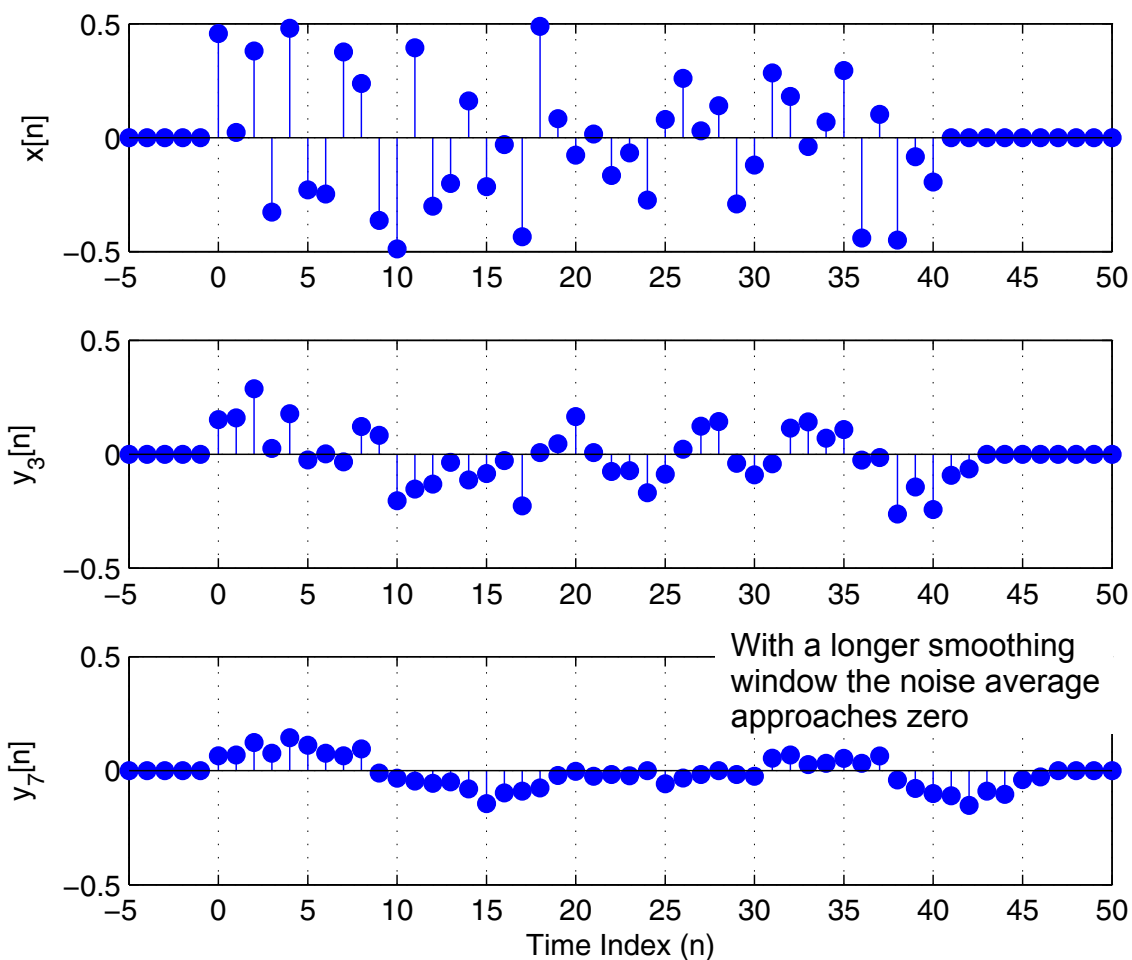 0.5
x[n]
0
−0.5
−5 0 5 10 15 20 25 30 35 40 45 50
0.5
y3[n]
0
−0.5
−5 0 5 10 15 20 25 30 35 40 45 50
With a longer smoothing
window the noise average
approaches zero
0.5
y7[n]
0
−0.5
−5 0 5 10 15 20 25 30 35 40 45 50
Time Index (n)